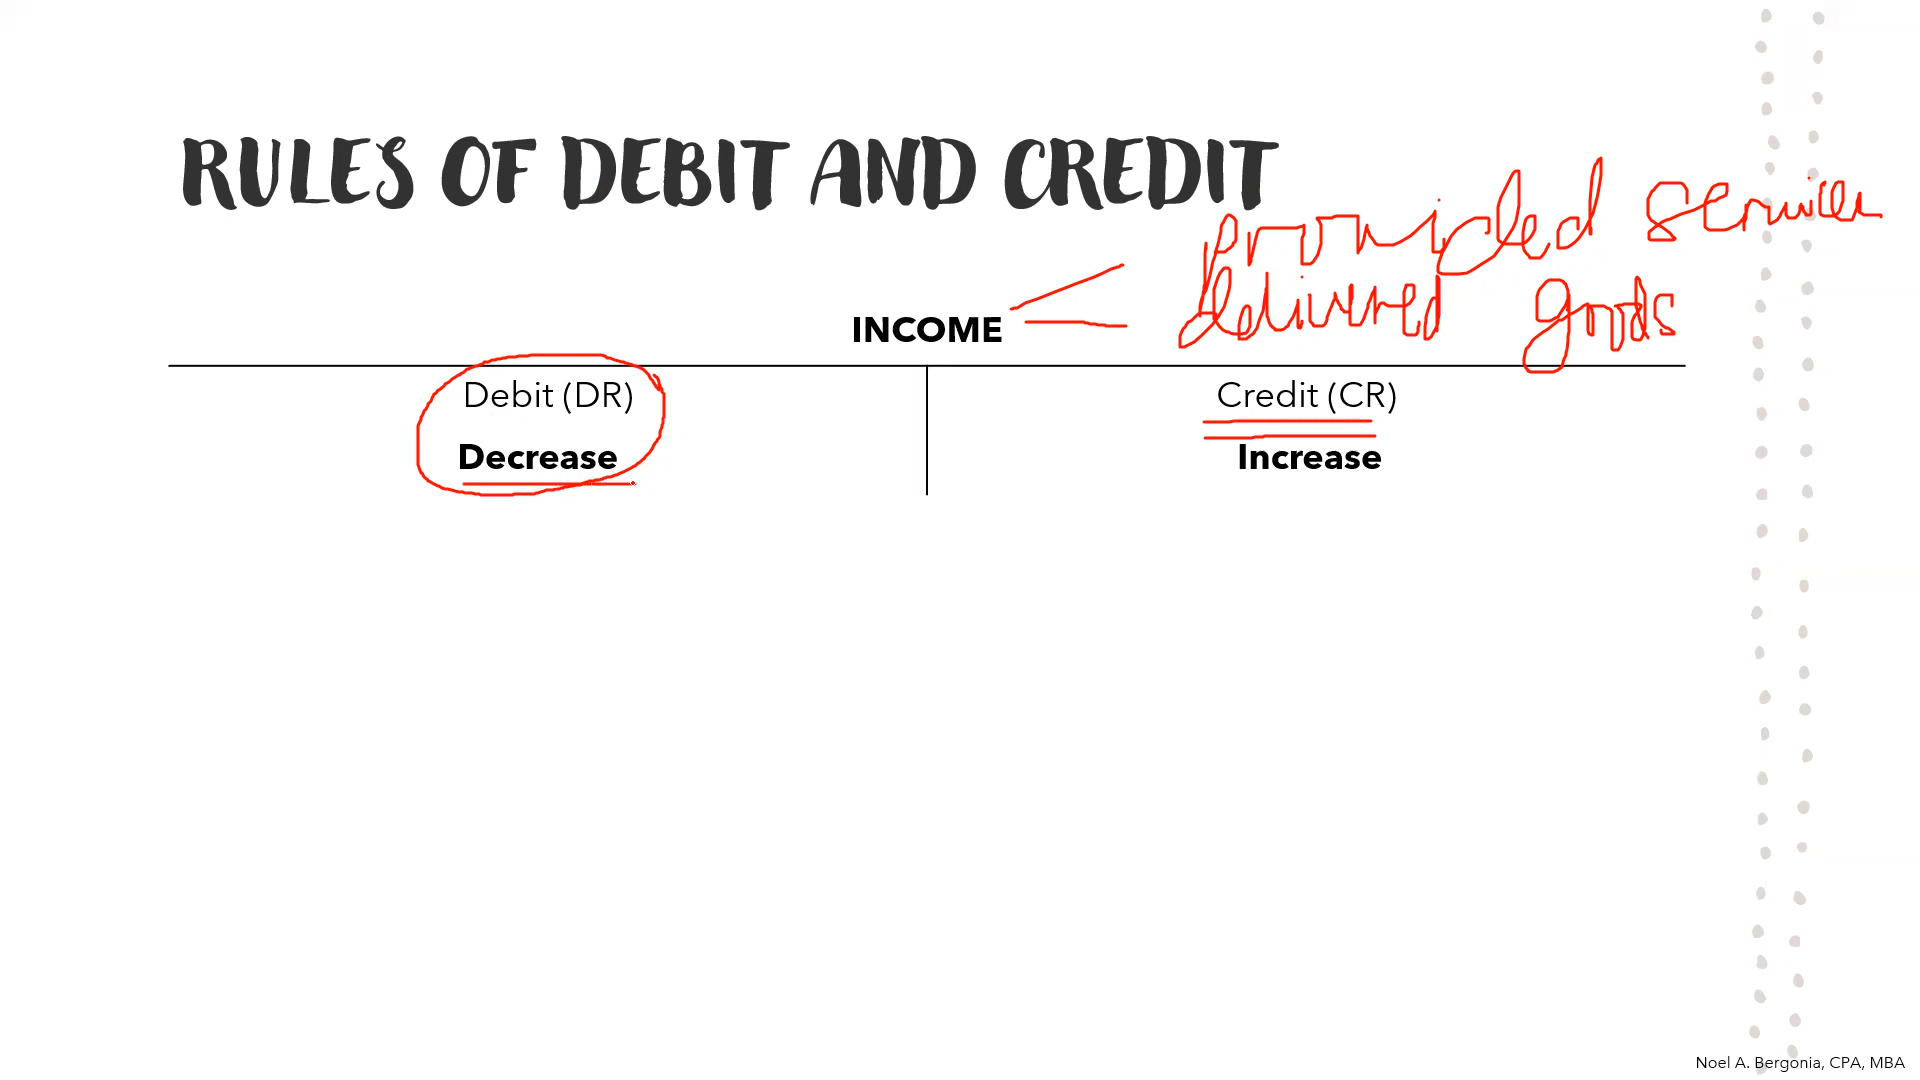 RULES OF DEBIT AND CREDIT
provided services
delivered goods
INCOME
Debit (DR) Credit (CR)
Decrease Increase
Noel A. Bergonia, CPA, MBA